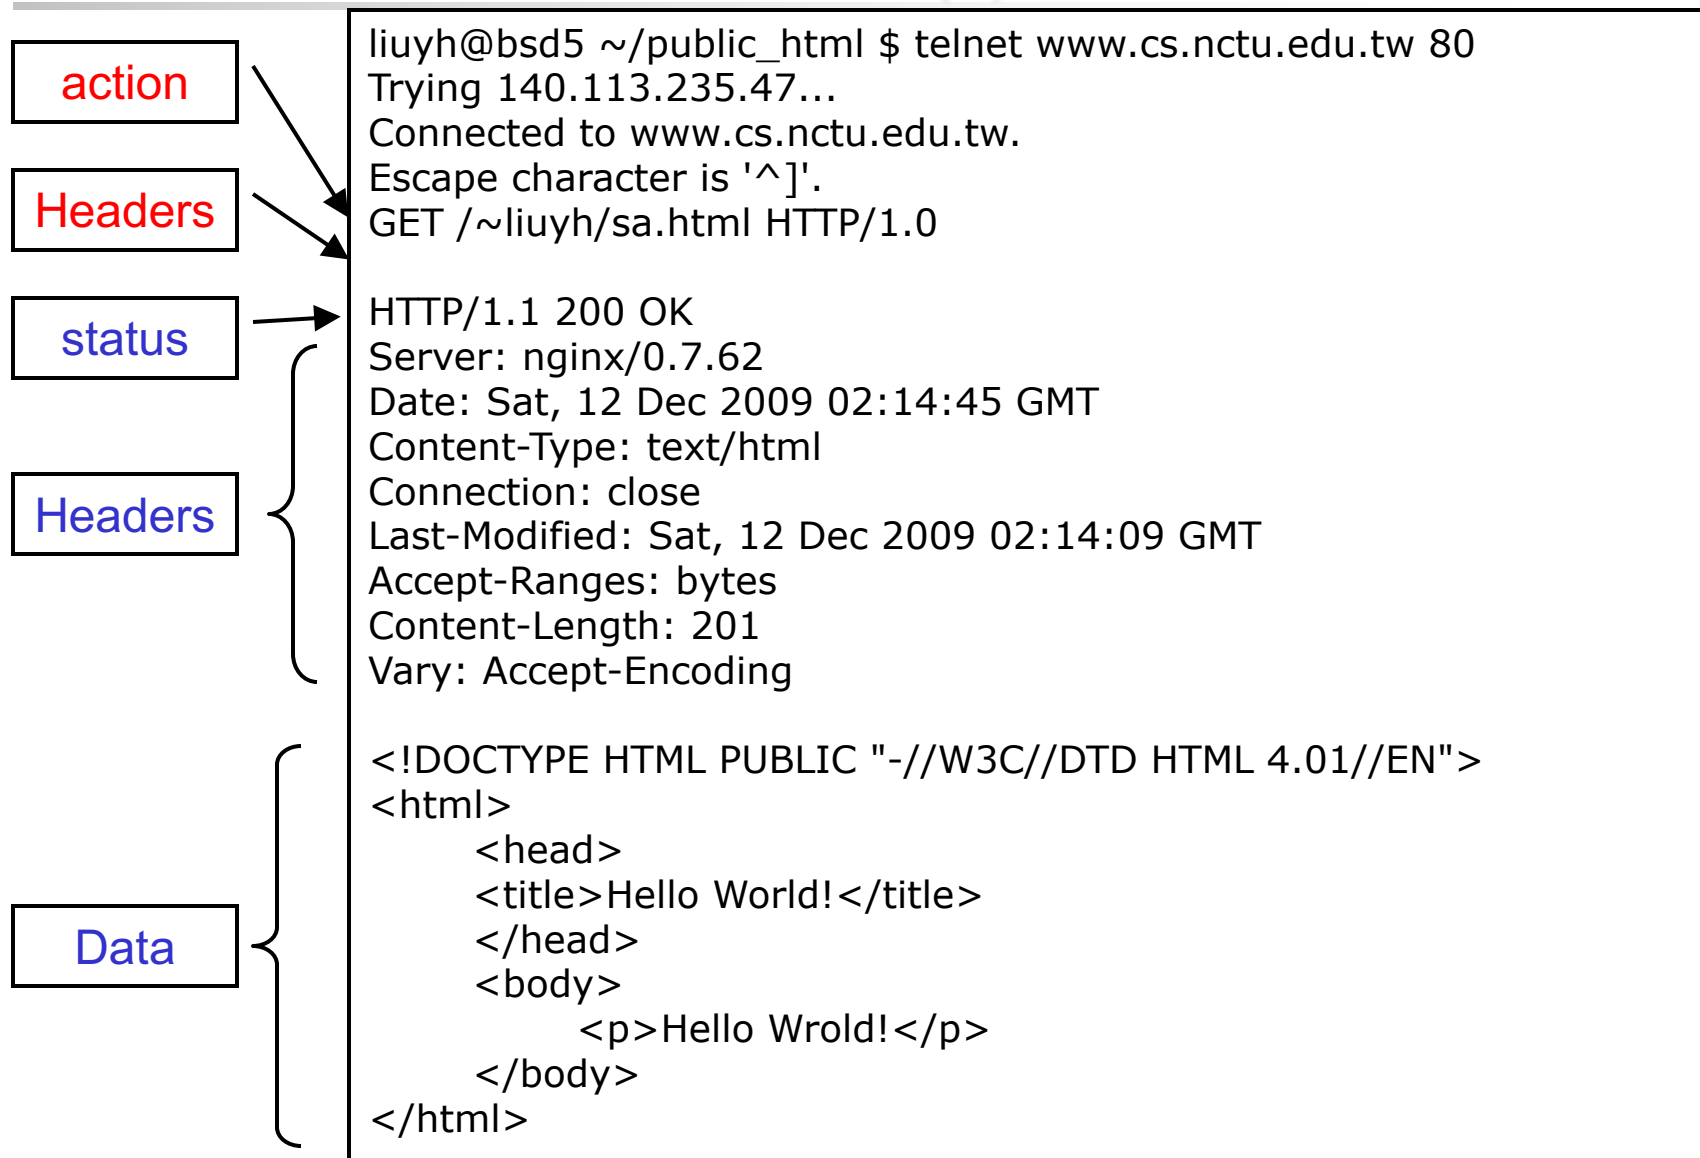 action
Headers
status
Headers
Data
liuyh@bsd5 ~/public_html $ telnet www.cs.nctu.edu.tw 80
Trying 140.113.235.47...
Connected to www.cs.nctu.edu.tw.
Escape character is '^]'.
GET /~liuyh/sa.html HTTP/1.0
HTTP/1.1 200 OK
Server: nginx/0.7.62
Date: Sat, 12 Dec 2009 02:14:45 GMT
Content-Type: text/html
Connection: close
Last-Modified: Sat, 12 Dec 2009 02:14:09 GMT
Accept-Ranges: bytes
Content-Length: 201
Vary: Accept-Encoding
<!DOCTYPE HTML PUBLIC "-//W3C//DTD HTML 4.01//EN">
<html>
<head>
<title>Hello World!</title>
</head>
<body>
<p>Hello Wrold!</p>
</body>
</html>